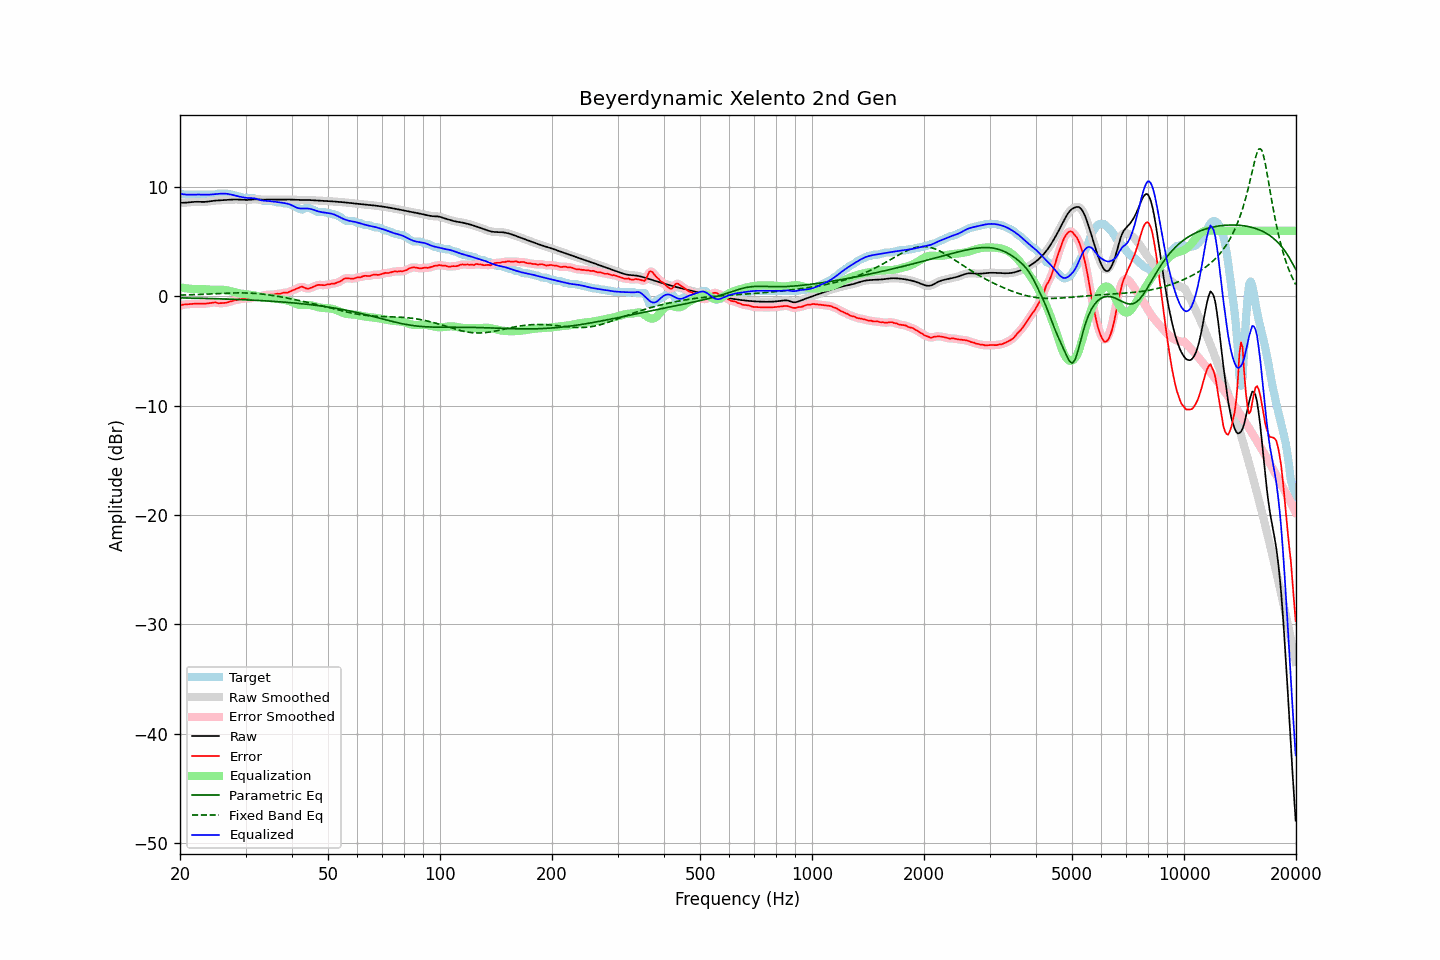 Beyerdynamic Xelento 2nd Gen
Amplitude (dBr)
10
0
−10
−20
−30
−40
−50
Target
Raw Smoothed
Error Smoothed
Raw
Error
Equalization
Parametric Eq
Fixed Band Eq
Equalized
20 50 100 200 500 1000 2000 5000 10000 20000
Frequency (Hz)